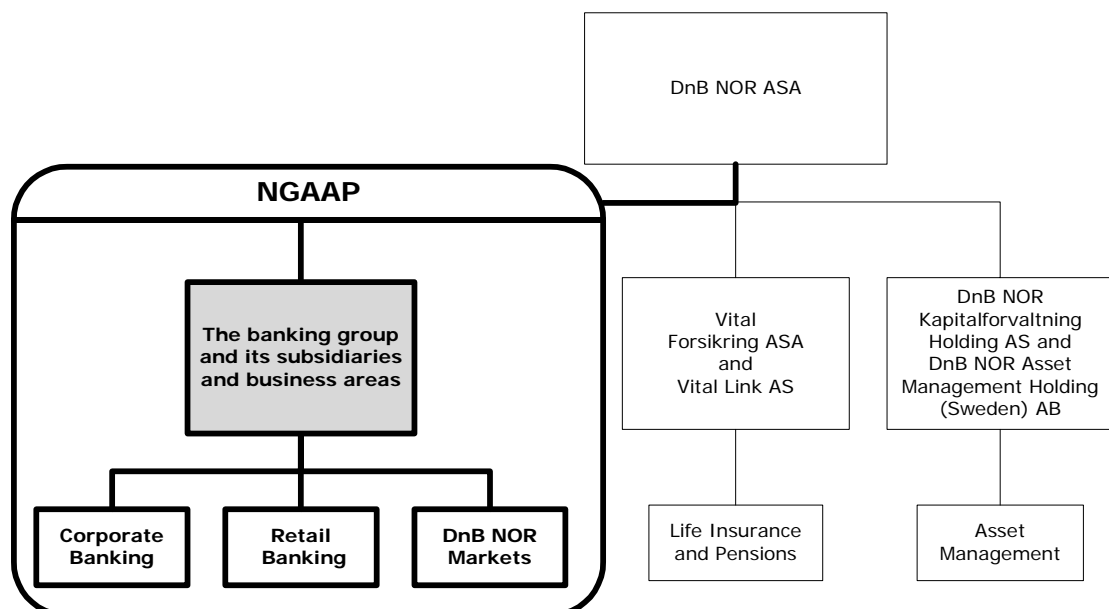 DnB NOR ASA
NGAAP
The banking group
and its subsidiaries
and business areas
Vital
Forsikring ASA
and
Vital Link AS
DnB NOR
Kapitalforvaltning
Holding AS and
DnB NOR Asset
Management Holding
(Sweden) AB
Corporate
Banking
Retail
Banking
DnB NOR
Markets
Life Insurance
and Pensions
Asset
Management